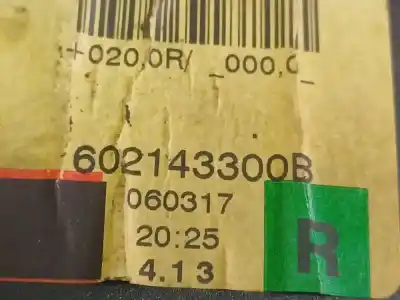 +020,0R/ _000,0_
602143300B
060317
20:25
4.13
R